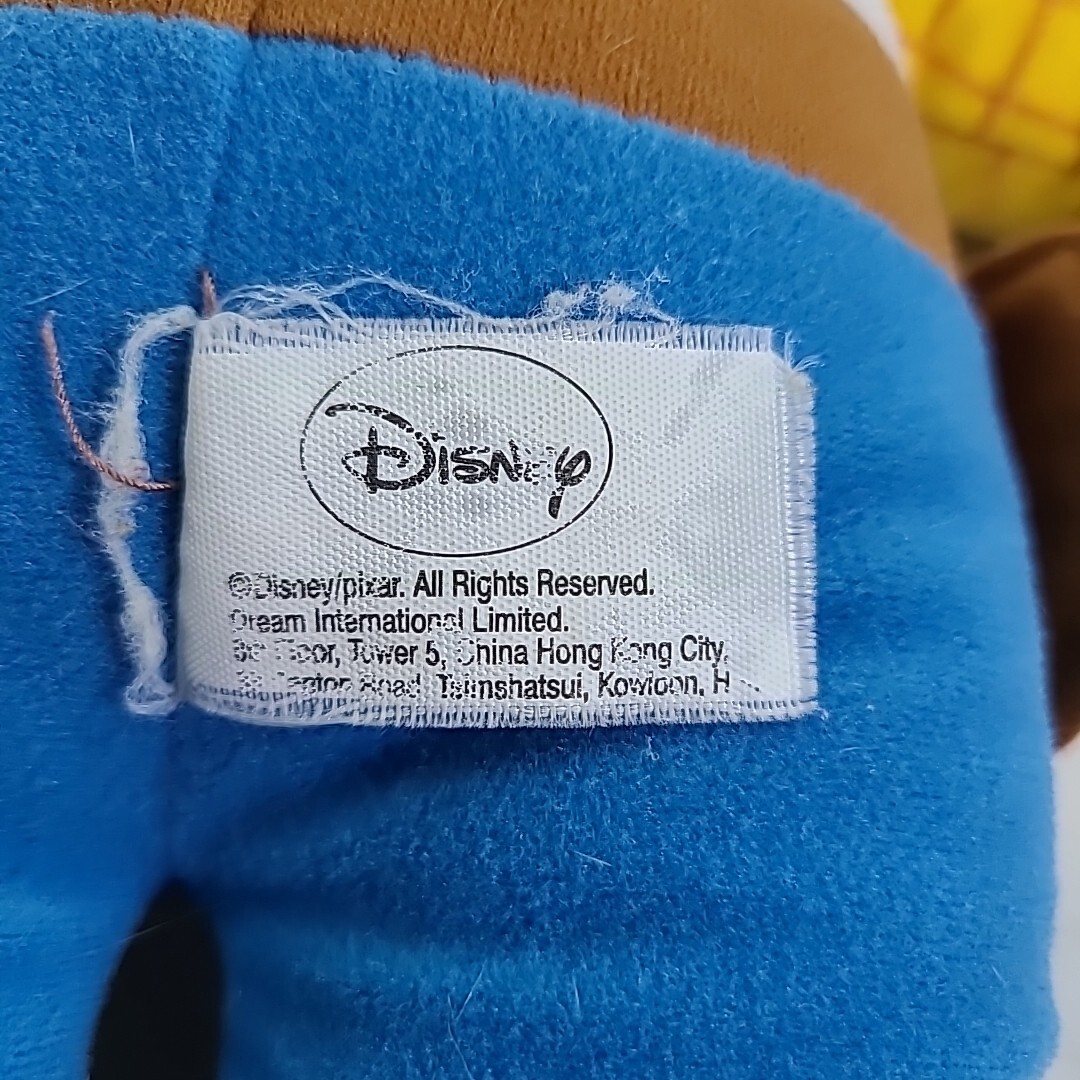 Disney
©Disney/pixar. All Rights Reserved.
Dream International Limited.
Floor, Tower 5, China Hong Kong City,
Road, Tsimshatsui, Kowloon, H